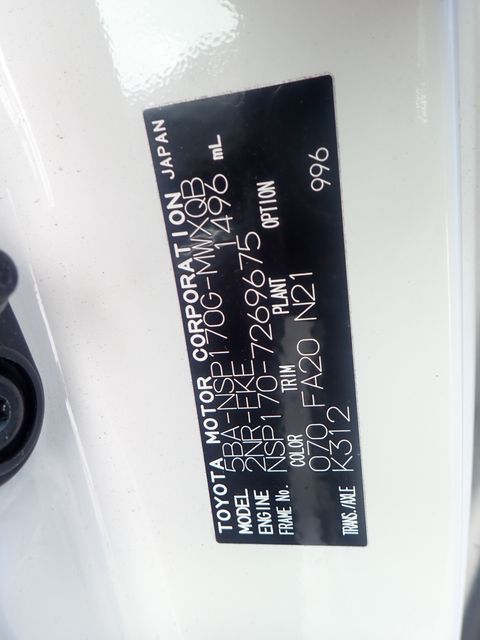 TOYOTA MOTOR CORPORATION JAPAN
MODEL 5BA-NSP170G-MWXQB
ENGINE 2NR-FKE 1496 mL
FRAME No. NSP170-7269675
COLOR TRIM PLANT OPTION
070 FA20 N21 996
TRANS./AXLE K312